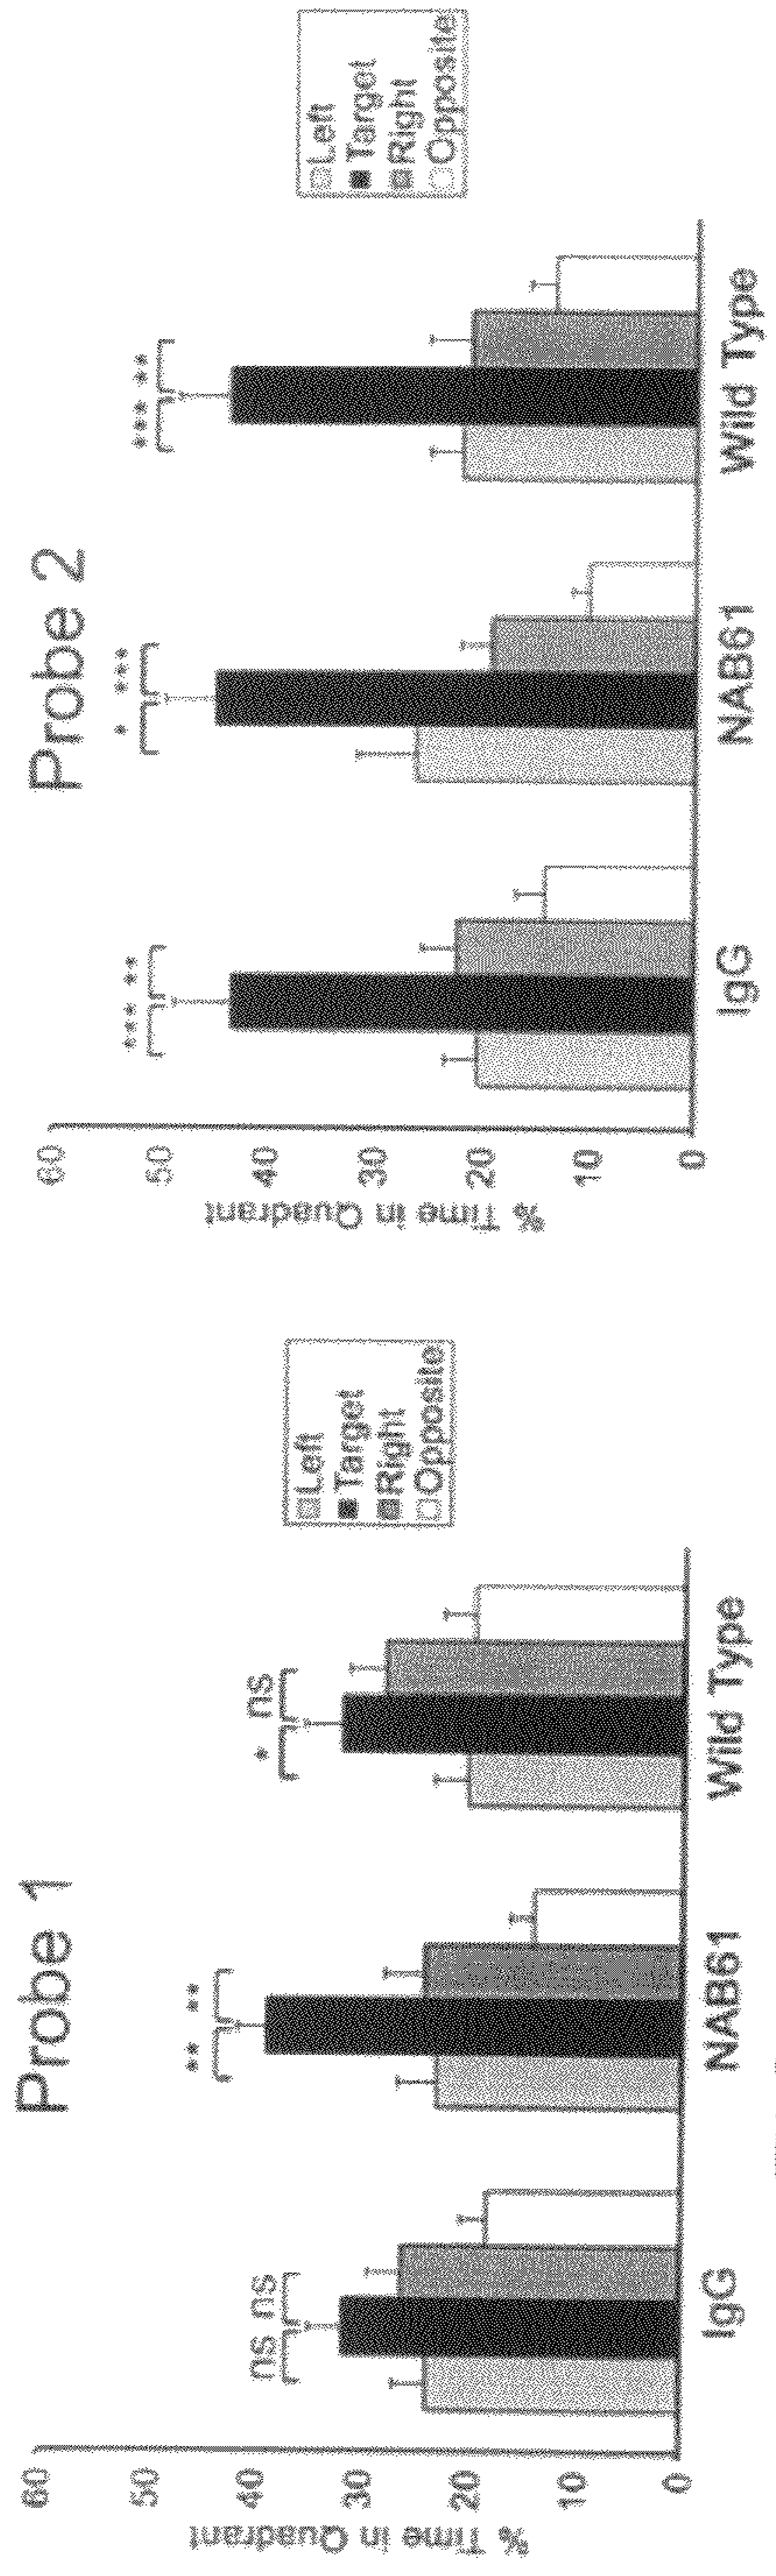 Probe 1
60
50
40
30
20
10
0
% Time in Quadrant
ns ns
** **
* ns
IgG
NAB61
Wild Type
Left
Target
Right
Opposite
Probe 2
60
50
40
30
20
10
0
% Time in Quadrant
*** **
* ***
*** **
IgG
NAB61
Wild Type
Left
Target
Right
Opposite